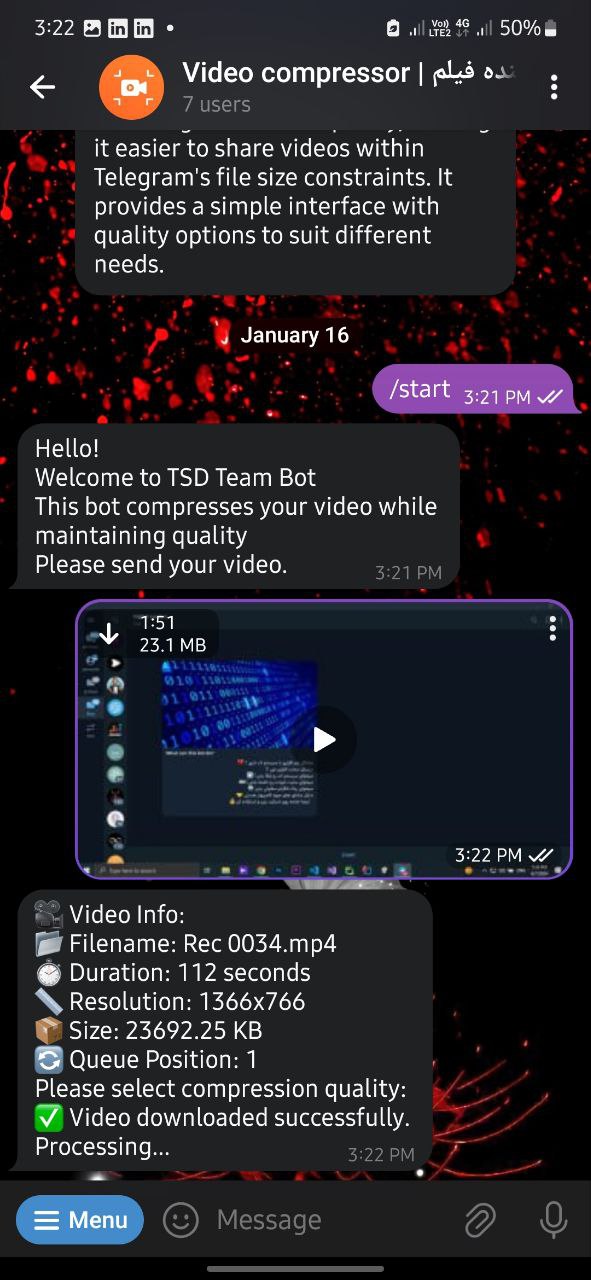 3:22
Vo)) 4G
LTE2
50%
Video compressor | نده فیلم
7 users
it easier to share videos within
Telegram's file size constraints. It
provides a simple interface with
quality options to suit different
needs.
January 16
/start
3:21 PM
Hello!
Welcome to TSD Team Bot
This bot compresses your video while
maintaining quality
Please send your video.
3:21 PM
1:51
23.1 MB
3:22 PM
Video Info:
Filename: Rec 0034.mp4
Duration: 112 seconds
Resolution: 1366x766
Size: 23692.25 KB
Queue Position: 1
Please select compression quality:
Video downloaded successfully.
Processing...
3:22 PM
Menu
Message